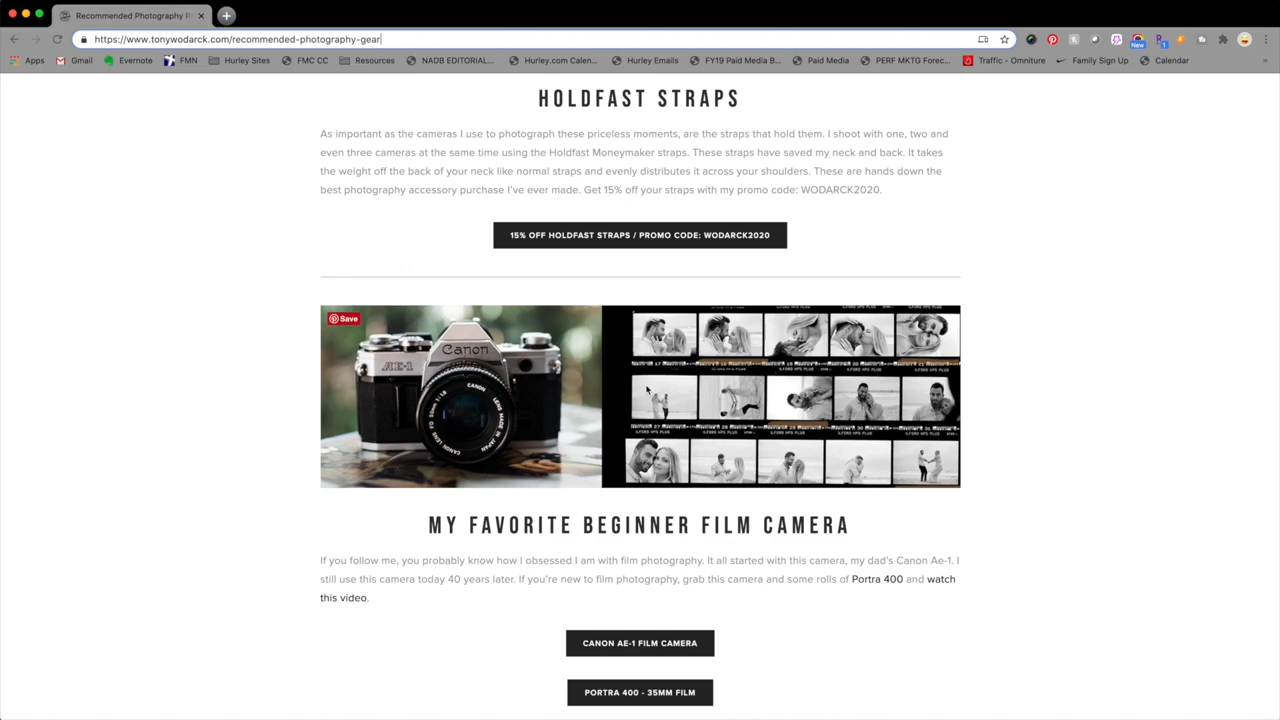 Recommended Photography R
https://www.tonywodarck.com/recommended-photography-gear
Apps Gmail Evernote FMN Hurley Sites FMC CC Resources NADB EDITORIAL... Hurley.com Calen... Hurley Emails FY19 Paid Media B... Paid Media PERF MKTG Forec... Traffic - Omniture Family Sign Up Calendar
New
1
HOLDFAST STRAPS
As important as the cameras I use to photograph these priceless moments, are the straps that hold them. I shoot with one, two and
even three cameras at the same time using the Holdfast Moneymaker straps. These straps have saved my neck and back. It takes
the weight off the back of your neck like normal straps and evenly distributes it across your shoulders. These are hands down the
best photography accessory purchase I've ever made. Get 15% off your straps with my promo code: WODARCK2020.
15% OFF HOLDFAST STRAPS / PROMO CODE: WODARCK2020
Save
Canon
AE-1
CANON
LENS MADE IN JAPAN
ILFORD HP5 PLUS
MY FAVORITE BEGINNER FILM CAMERA
If you follow me, you probably know how I obsessed I am with film photography. It all started with this camera, my dad's Canon Ae-1. I
still use this camera today 40 years later. If you're new to film photography, grab this camera and some rolls of Portra 400 and watch
this video.
CANON AE-1 FILM CAMERA
PORTRA 400 - 35MM FILM